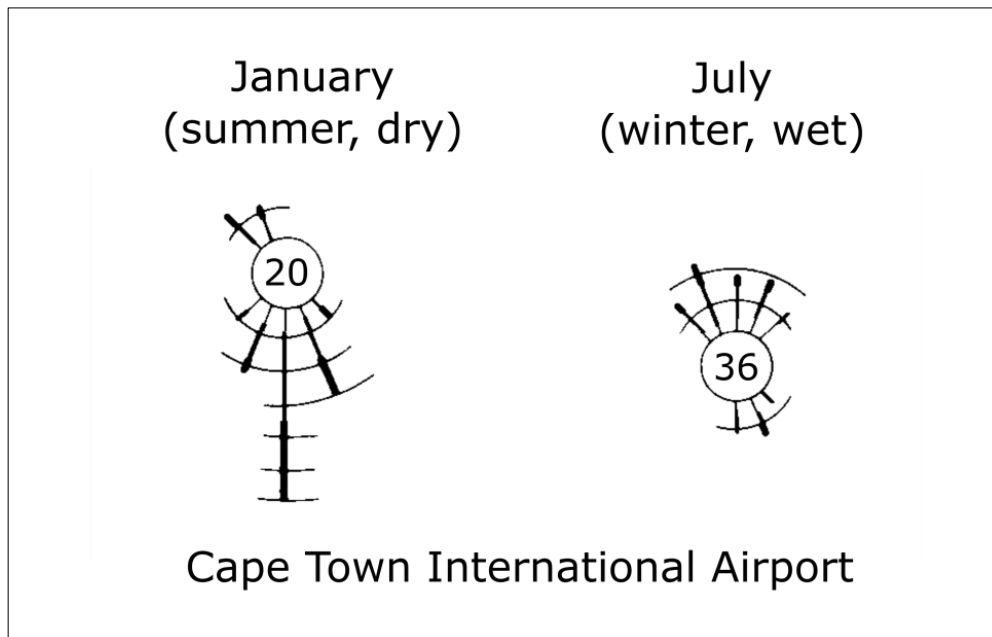 January
(summer, dry)
July
(winter, wet)
20
36
Cape Town International Airport